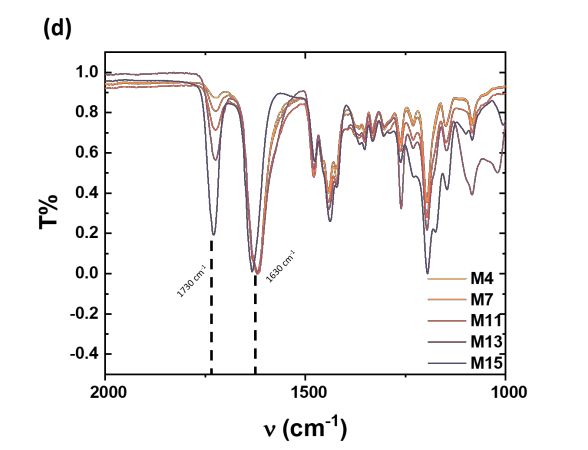 (d)
1.0
0.8
0.6
0.4
0.2
0.0
-0.2
-0.4
T%
1730 cm⁻¹
1630 cm⁻¹
M4
M7
M11
M13
M15
2000
1500
1000
ν (cm⁻¹)